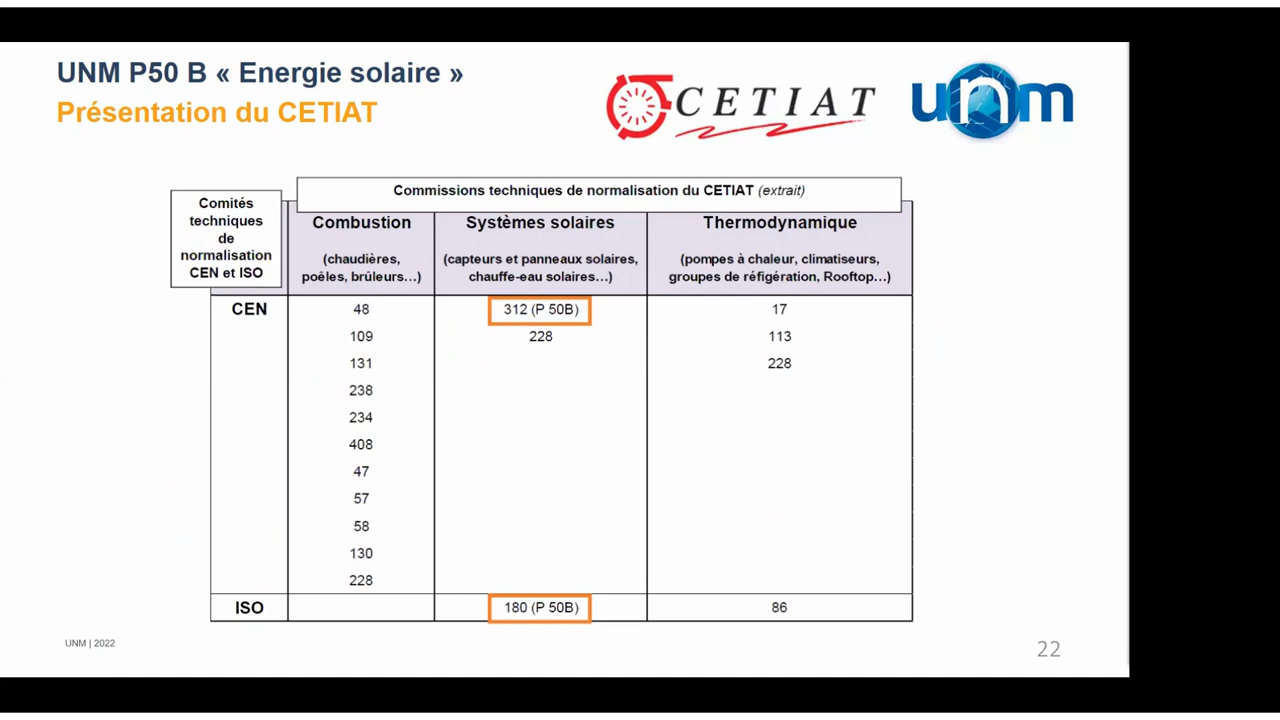 UNM P50 B « Energie solaire »
Présentation du CETIAT
CETIAT
unm
Commissions techniques de normalisation du CETIAT (extrait)
Comités
techniques
de
normalisation
CEN et ISO
Combustion
(chaudières,
poêles, brûleurs…)
Systèmes solaires
(capteurs et panneaux solaires,
chauffe-eau solaires…)
Thermodynamique
(pompes à chaleur, climatiseurs,
groupes de réfigération, Rooftop…)
CEN 48 312 (P 50B) 17
109 228 113
131 228
238
234
408
47
57
58
130
228
ISO 180 (P 50B) 86
UNM | 2022
22